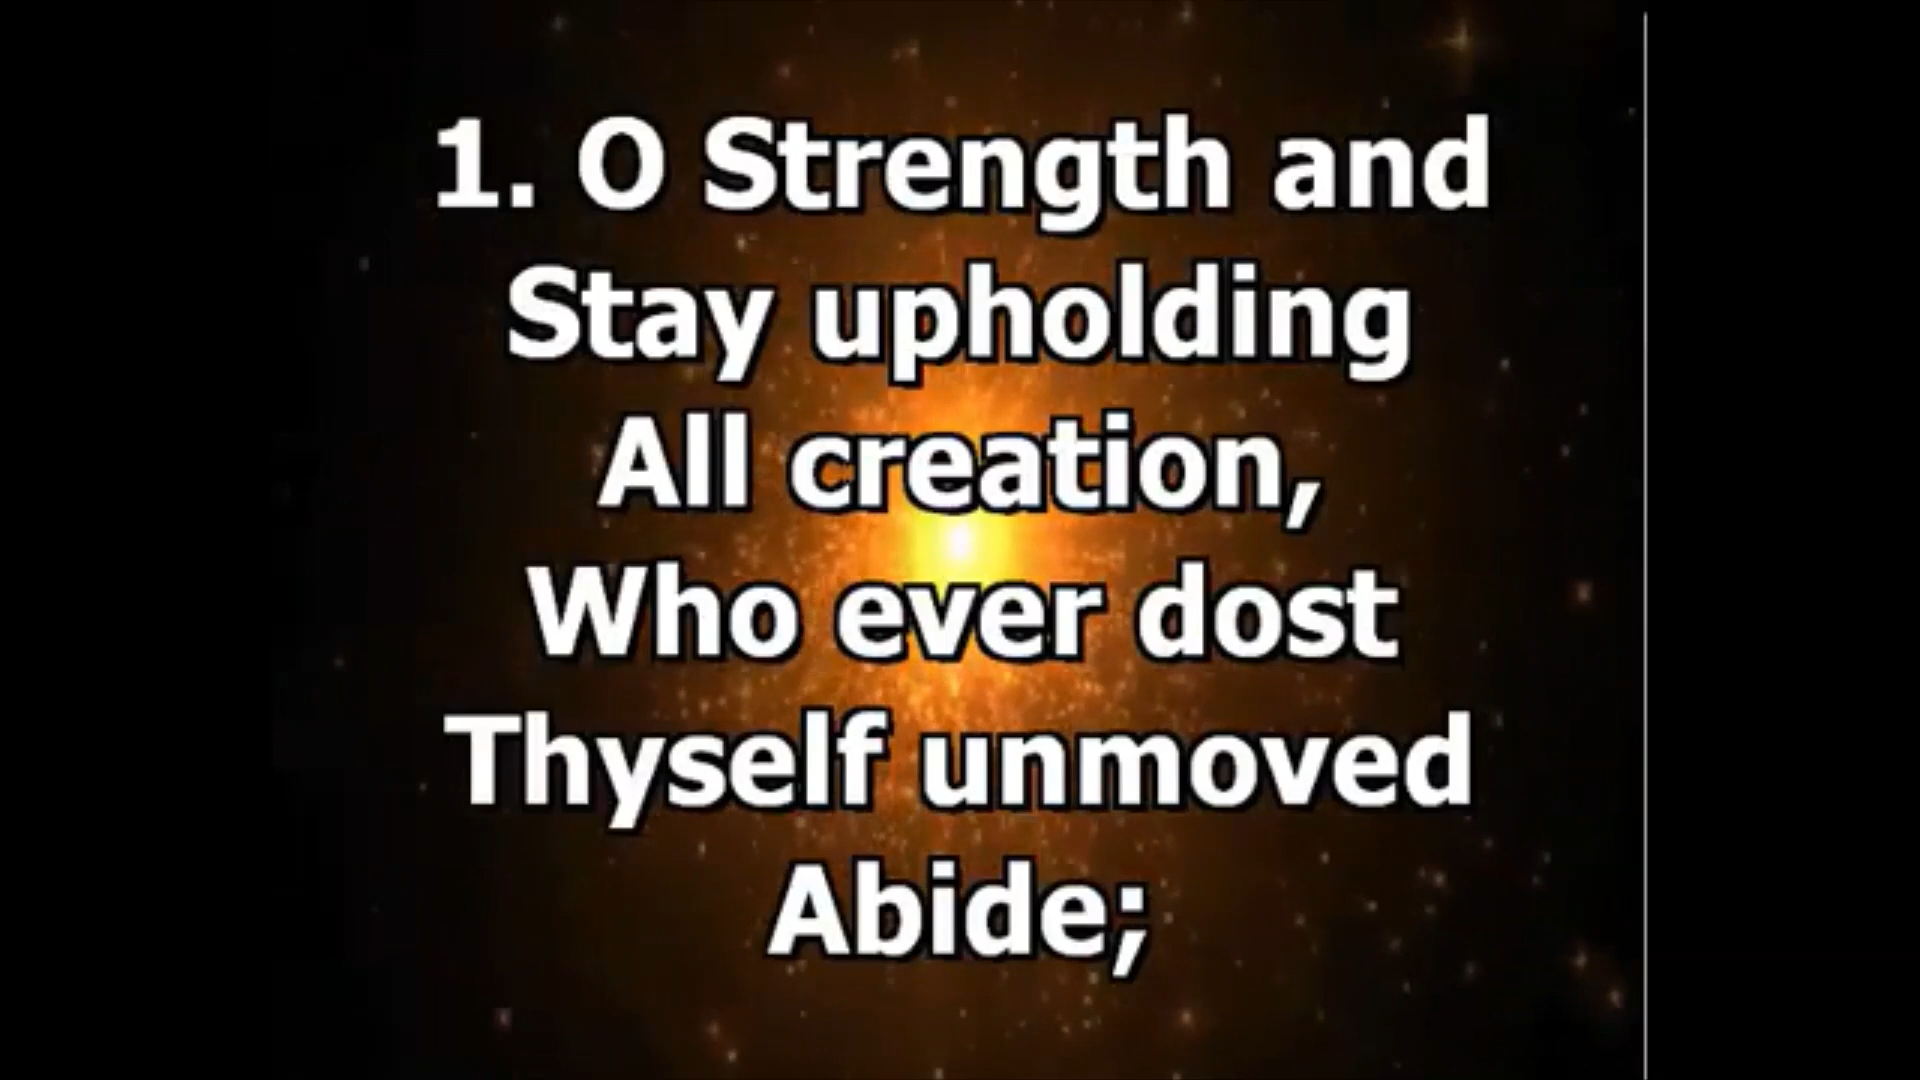 1. O Strength and
Stay upholding
All creation,
Who ever dost
Thyself unmoved
Abide;